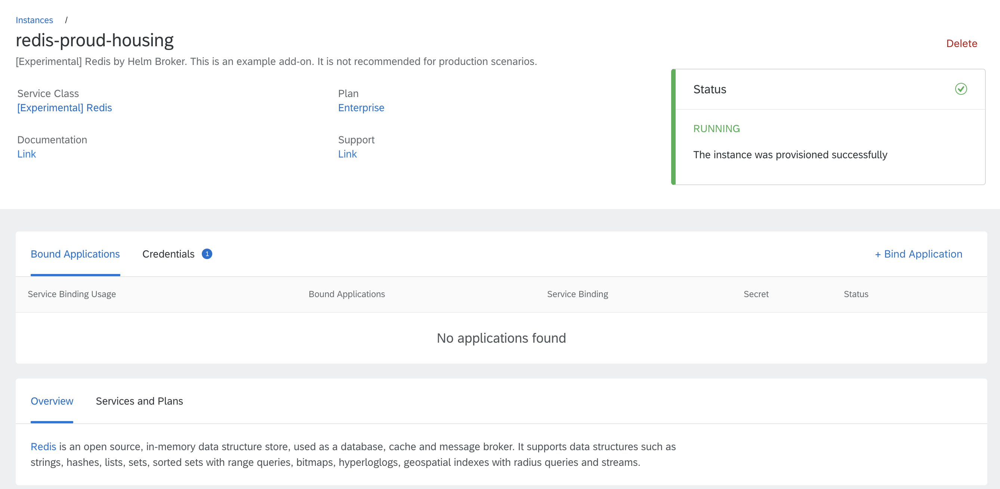 Instances /
redis-proud-housing
Delete
[Experimental] Redis by Helm Broker. This is an example add-on. It is not recommended for production scenarios.
Service Class
[Experimental] Redis
Plan
Enterprise
Documentation
Link
Support
Link
Status
RUNNING
The instance was provisioned successfully
Bound Applications Credentials 1 + Bind Application
Service Binding Usage Bound Applications Service Binding Secret Status
No applications found
Overview Services and Plans
Redis is an open source, in-memory data structure store, used as a database, cache and message broker. It supports data structures such as
strings, hashes, lists, sets, sorted sets with range queries, bitmaps, hyperloglogs, geospatial indexes with radius queries and streams.